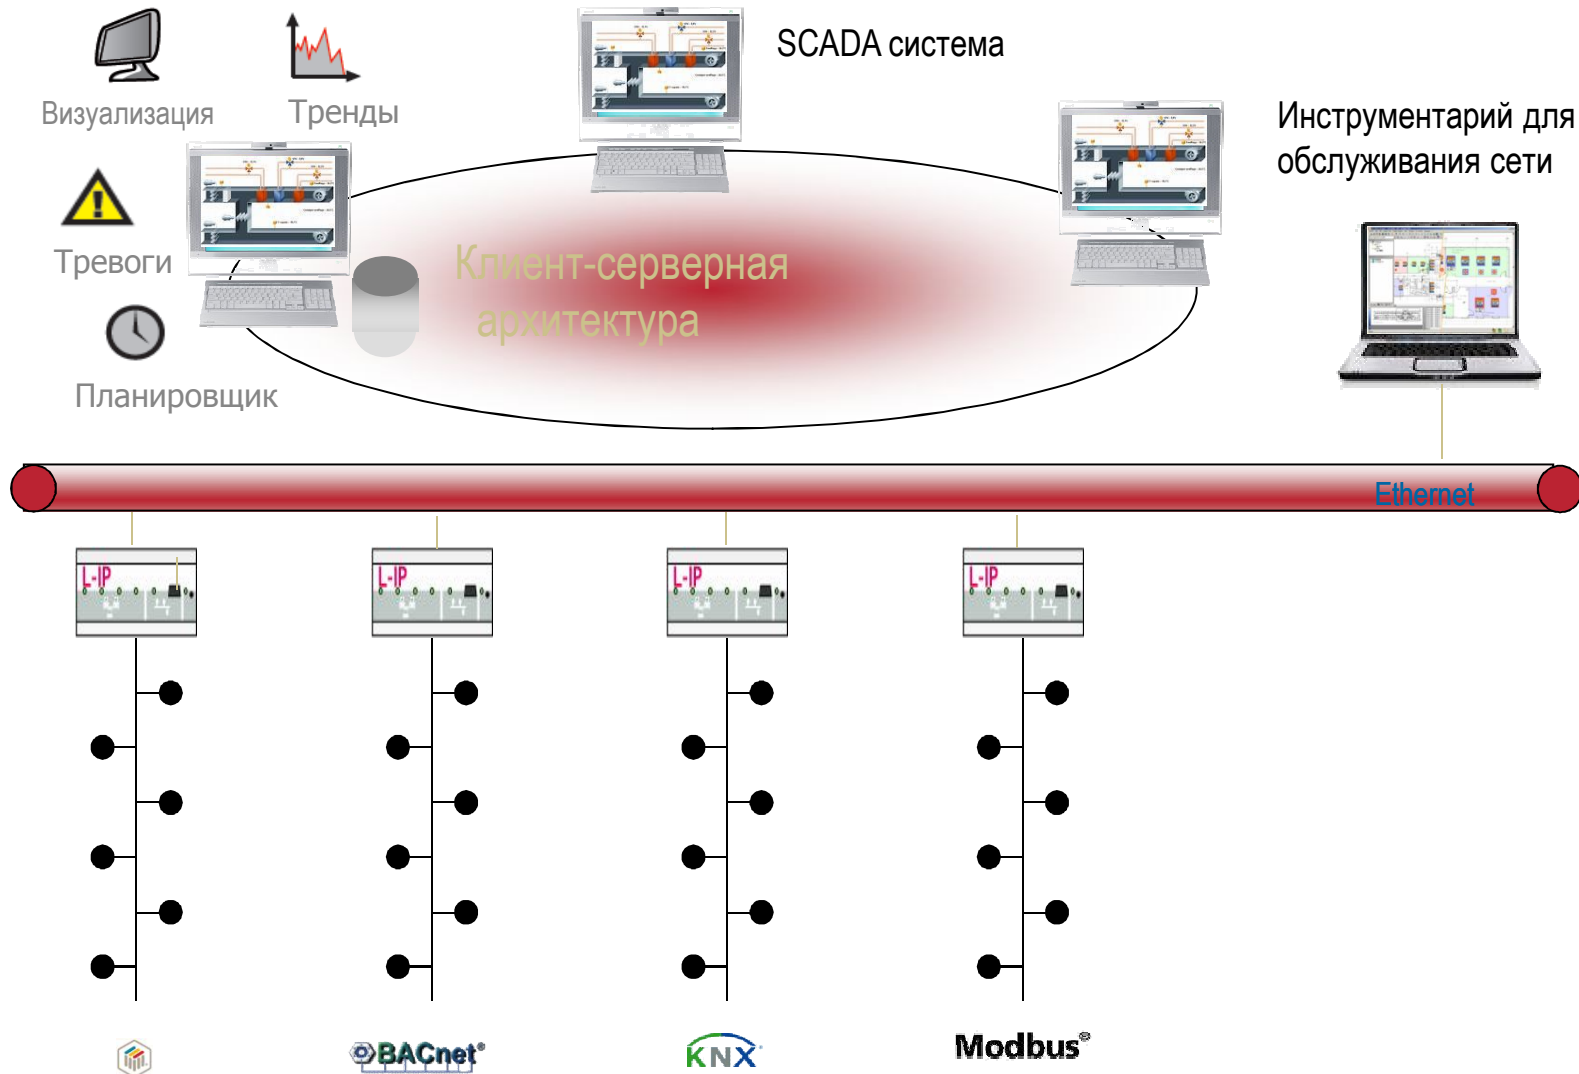 SCADA система
Визуализация
Тренды
Инструментарий для
обслуживания сети
Тревоги
Клиент-серверная
архитектура
Планировщик
Ethernet
L-IP
L-IP
L-IP
L-IP
BACnet®
KNX
Modbus®